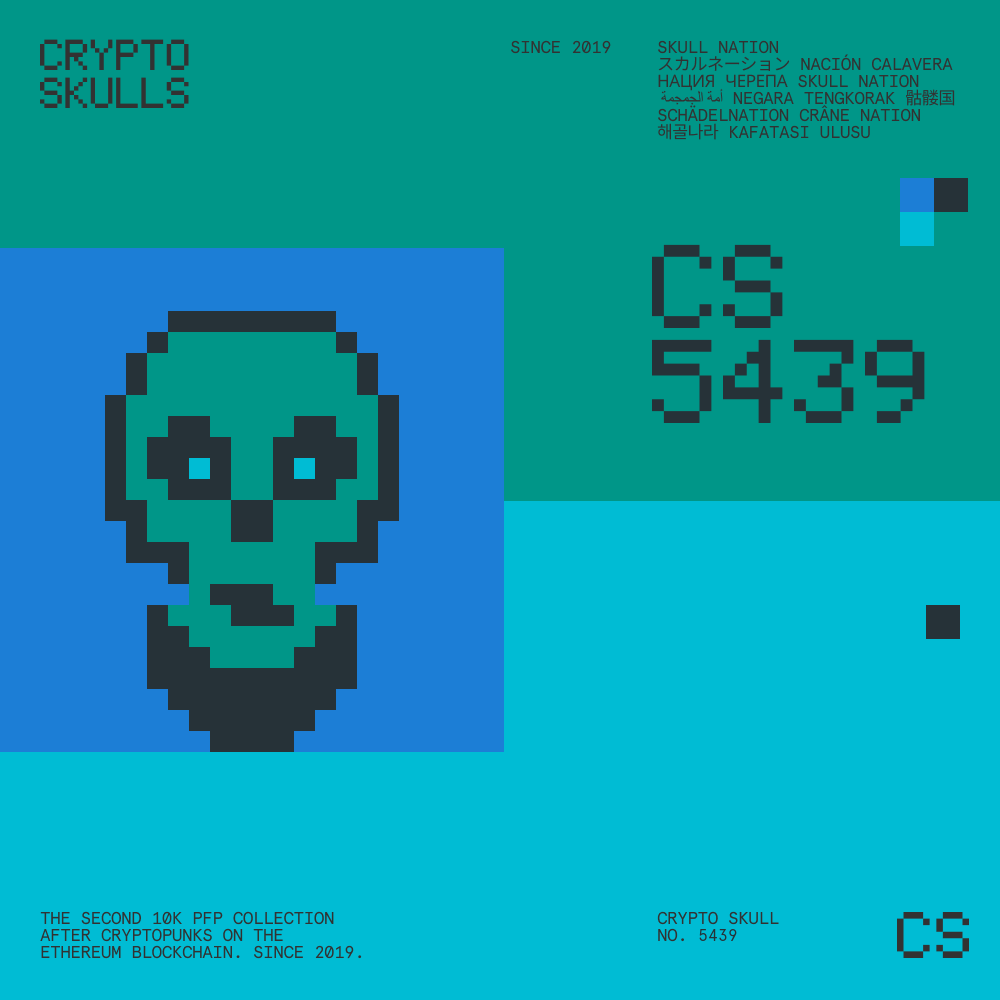 CRYPTO
SKULLS
SINCE 2019
SKULL NATION
スカルネーション NACIÓN CALAVERA
НАЦИЯ ЧЕРЕПА SKULL NATION
أمة الجمجمة NEGARA TENGKORAK 骷髅国
SCHÄDELNATION CRÂNE NATION
해골나라 KAFATASI ULUSU
CS
5439
THE SECOND 10K PFP COLLECTION
AFTER CRYPTOPUNKS ON THE
ETHEREUM BLOCKCHAIN. SINCE 2019.
CRYPTO SKULL
NO. 5439
CS